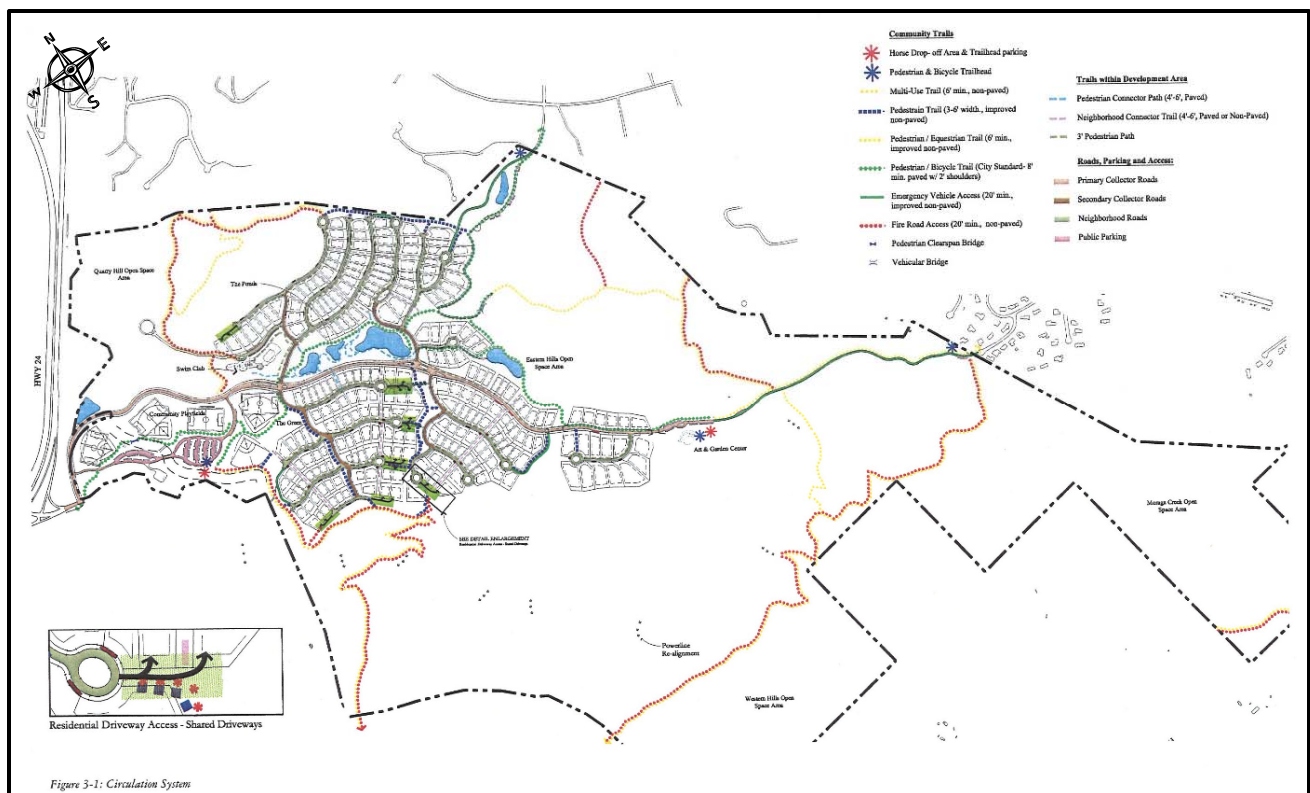 N
E
W
S
HWY 24
Quarry Hill Open Space
Area
The Ponds
Swim Club
Community Playfields
The Green
Eastern Hills Open
Space Area
Art & Garden Center
SEE DETAIL ENLARGEMENT
Residential Driveway Access - Shared Driveways
Powerline
Re-alignment
Western Hills Open
Space Area
Moraga Creek Open
Space Area
Community Trails
Horse Drop- off Area & Trailhead parking
Pedestrian & Bicycle Trailhead
Multi-Use Trail (6' min., non-paved)
Pedestrain Trail (3-6' width., improved
non-paved)
Pedestrian / Equestrian Trail (6' min.,
improved non-paved)
Pedestrian / Bicycle Trail (City Standard- 8'
min. paved w/ 2' shoulders)
Emergency Vehicle Access (20' min.,
improved non-paved)
Fire Road Access (20' min., non-paved)
Pedestrian Clearspan Bridge
Vehicular Bridge
Trails within Development Area
Pedestrian Connector Path (4'-6', Paved)
Neighborhood Connector Trail (4'-6', Paved or Non-Paved)
3' Pedestrian Path
Roads, Parking and Access:
Primary Collector Roads
Secondary Collector Roads
Neighborhood Roads
Public Parking
Residential Driveway Access - Shared Driveways
Figure 3-1: Circulation System